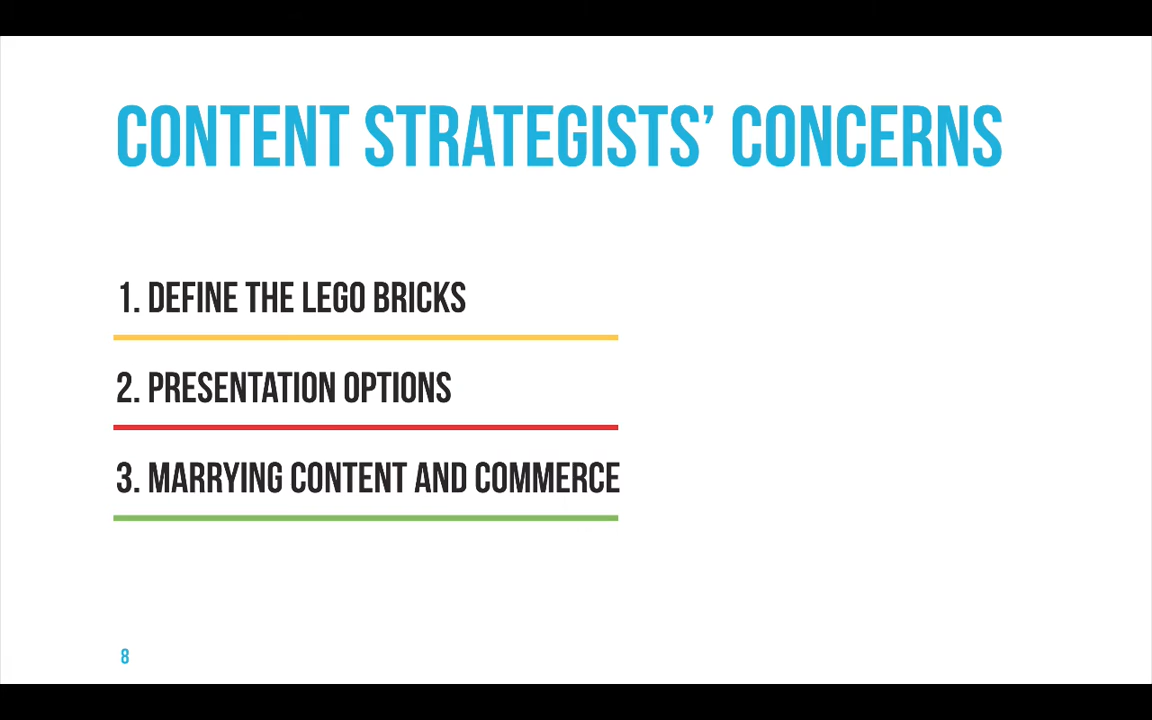 CONTENT STRATEGISTS’ CONCERNS
1. DEFINE THE LEGO BRICKS
2. PRESENTATION OPTIONS
3. MARRYING CONTENT AND COMMERCE
8